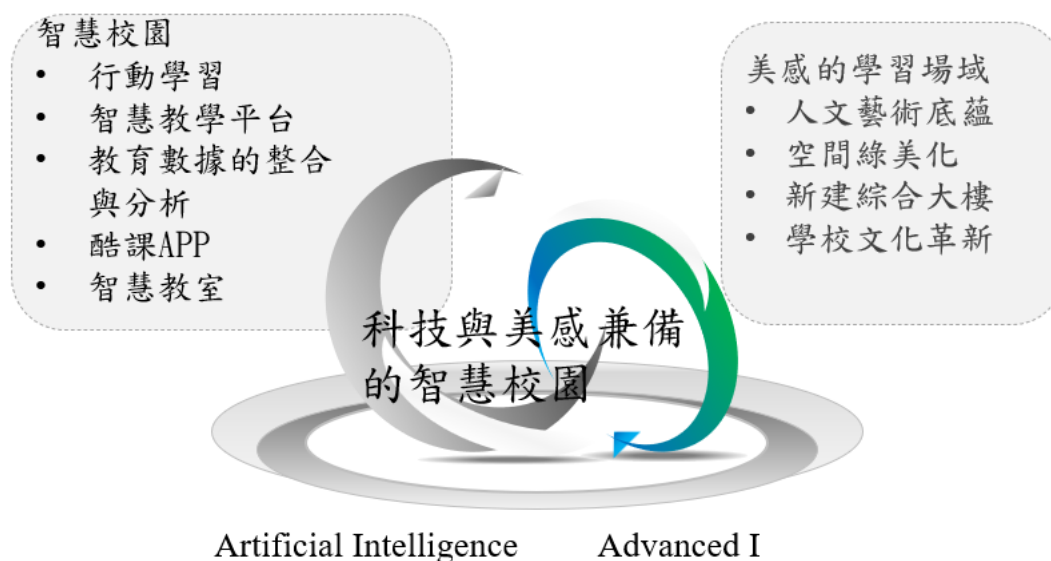 智慧校園
• 行動學習
• 智慧教學平台
• 教育數據的整合
與分析
• 酷課APP
• 智慧教室
美感的學習場域
• 人文藝術底蘊
• 空間綠美化
• 新建綜合大樓
• 學校文化革新
科技與美感兼備
的智慧校園
Artificial Intelligence
Advanced I